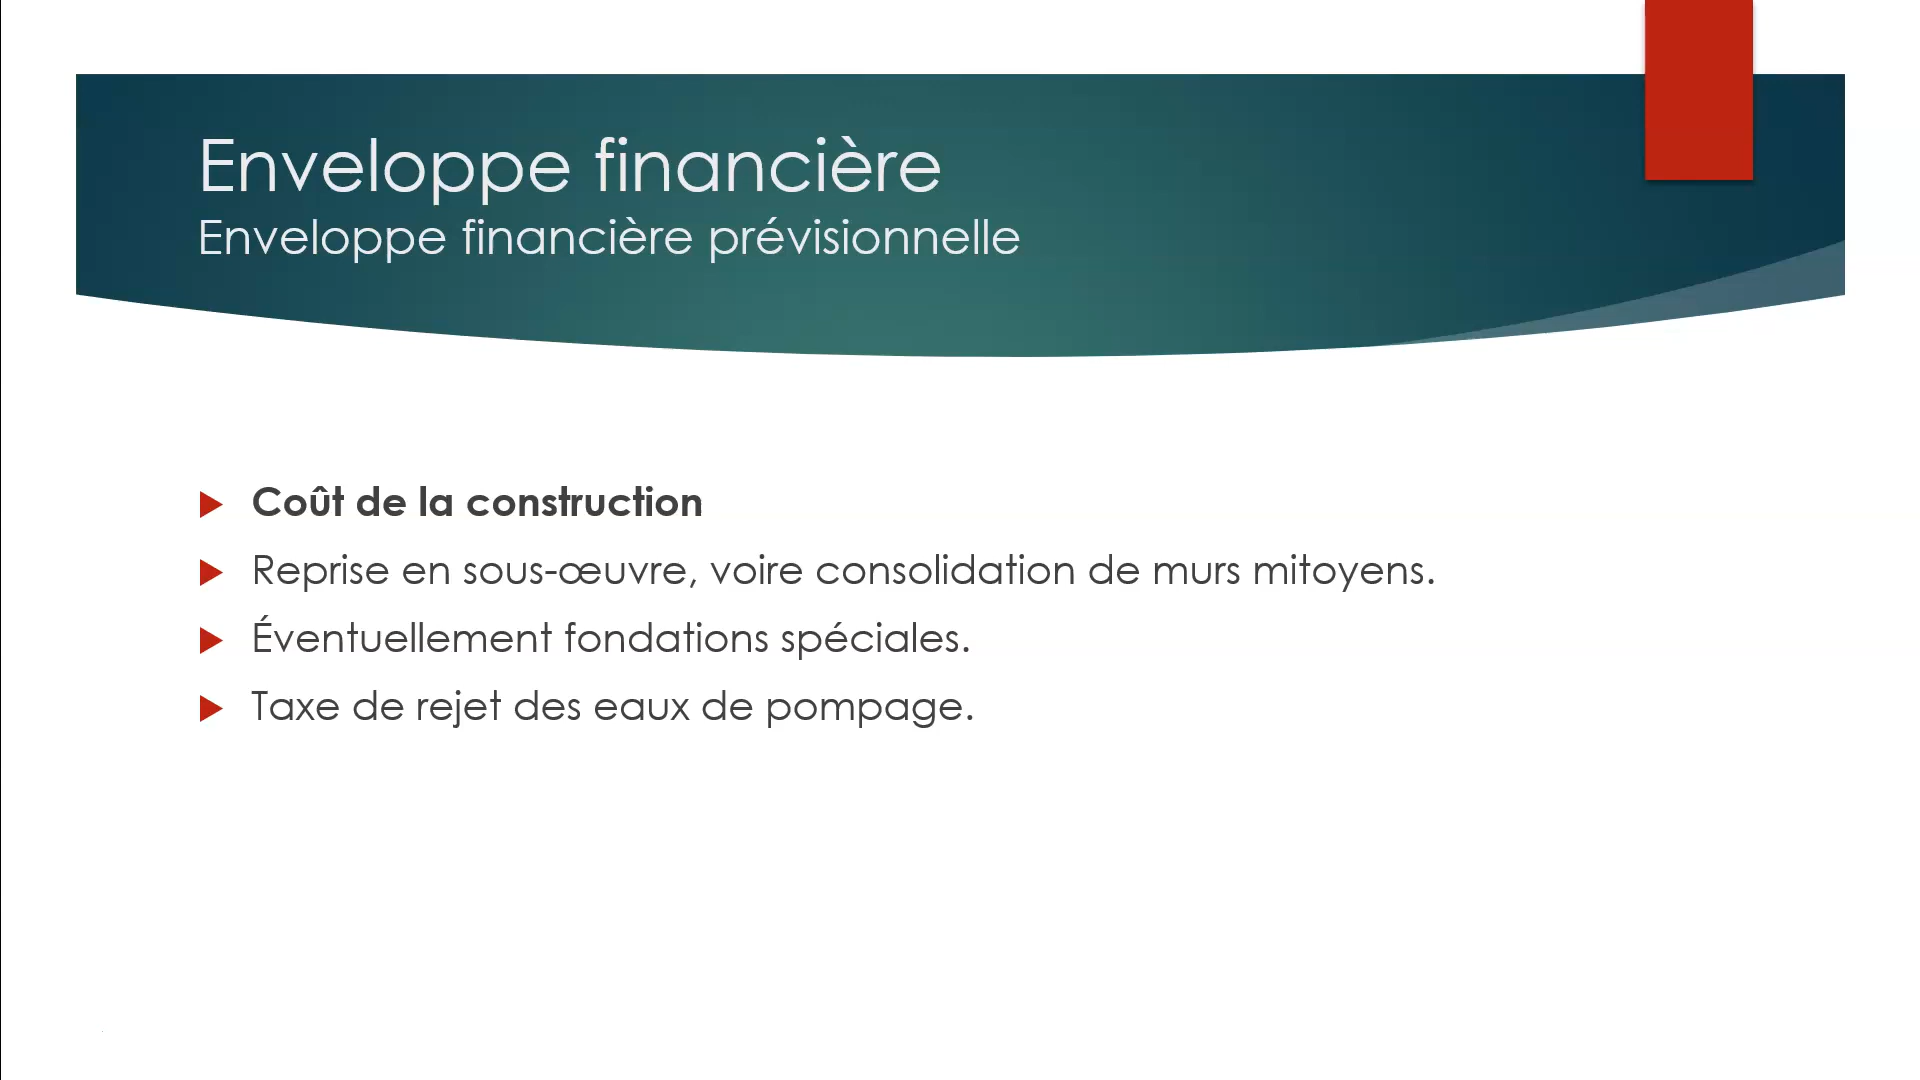 Enveloppe financière
Enveloppe financière prévisionnelle
Coût de la construction
Reprise en sous-œuvre, voire consolidation de murs mitoyens.
Éventuellement fondations spéciales.
Taxe de rejet des eaux de pompage.